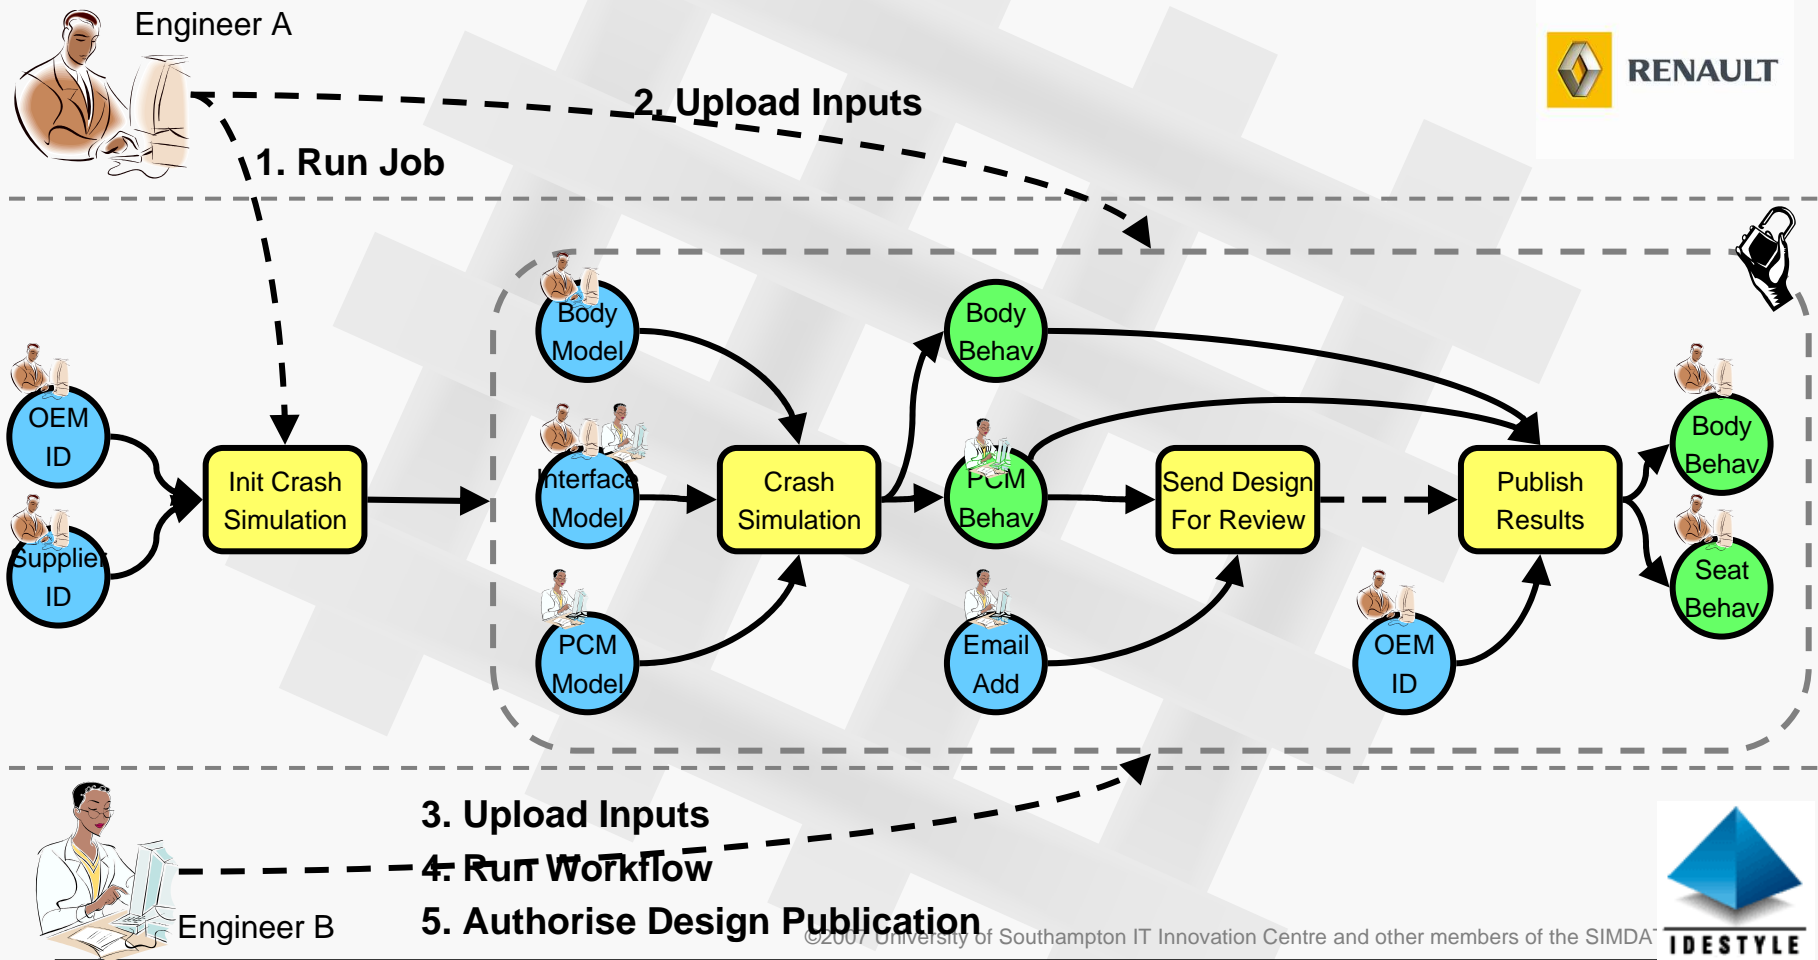 Engineer A
RENAULT
2. Upload Inputs
1. Run Job
Body
Model
Body
Behav
OEM
ID
Body
Behav
Init Crash
Simulation
Interface
Model
Crash
Simulation
PCM
Behav
Send Design
For Review
Publish
Results
Supplier
ID
Seat
Behav
PCM
Model
Email
Add
OEM
ID
3. Upload Inputs
4. Run Workflow
5. Authorise Design Publication
Engineer B
©2007 University of Southampton IT Innovation Centre and other members of the SIMDA
IDESTYLE